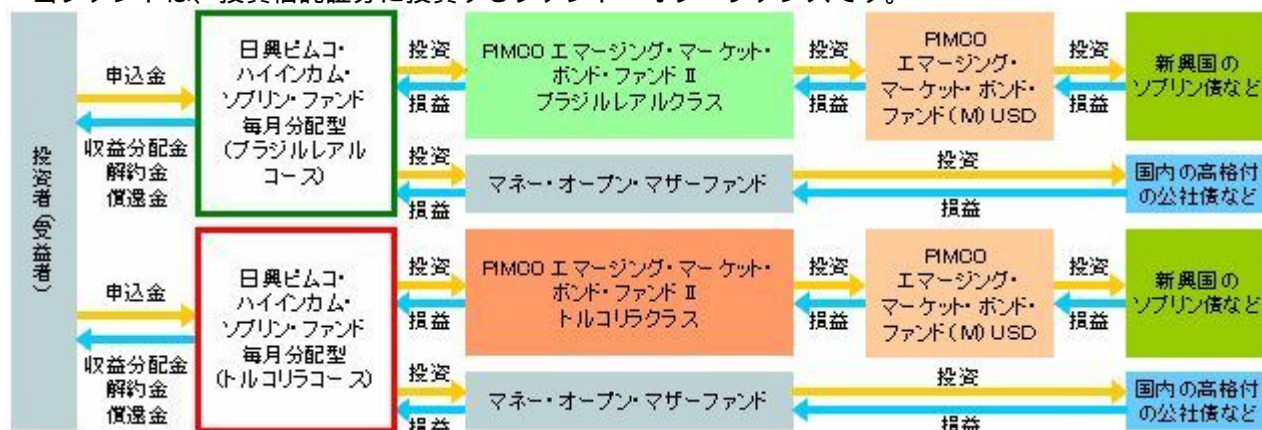 当ファンドは、投資信託証券に投資するファンド・オブ・ファンズです。
投資者(受益者)
申込金
収益分配金
解約金
償還金
日興ピムコ・
ハイインカム・
ソブリン・ファンド
毎月分配型
(ブラジルレアル
コース)
投資
損益
PIMCO エマージング・マーケット・
ボンド・ファンド Ⅱ
ブラジルレアルクラス
投資
損益
PIMCO
エマージング・
マーケット・ボンド・
ファンド(M) USD
投資
損益
新興国の
ソブリン債など
投資
損益
マネー・オープン・マザーファンド
投資
損益
国内の高格付
の公社債など
申込金
収益分配金
解約金
償還金
日興ピムコ・
ハイインカム・
ソブリン・ファンド
毎月分配型
(トルコリラコース)
投資
損益
PIMCO エマージング・マーケット・
ボンド・ファンド Ⅱ
トルコリラクラス
投資
損益
PIMCO
エマージング・
マーケット・ボンド・
ファンド(M) USD
投資
損益
新興国の
ソブリン債など
投資
損益
マネー・オープン・マザーファンド
投資
損益
国内の高格付
の公社債など